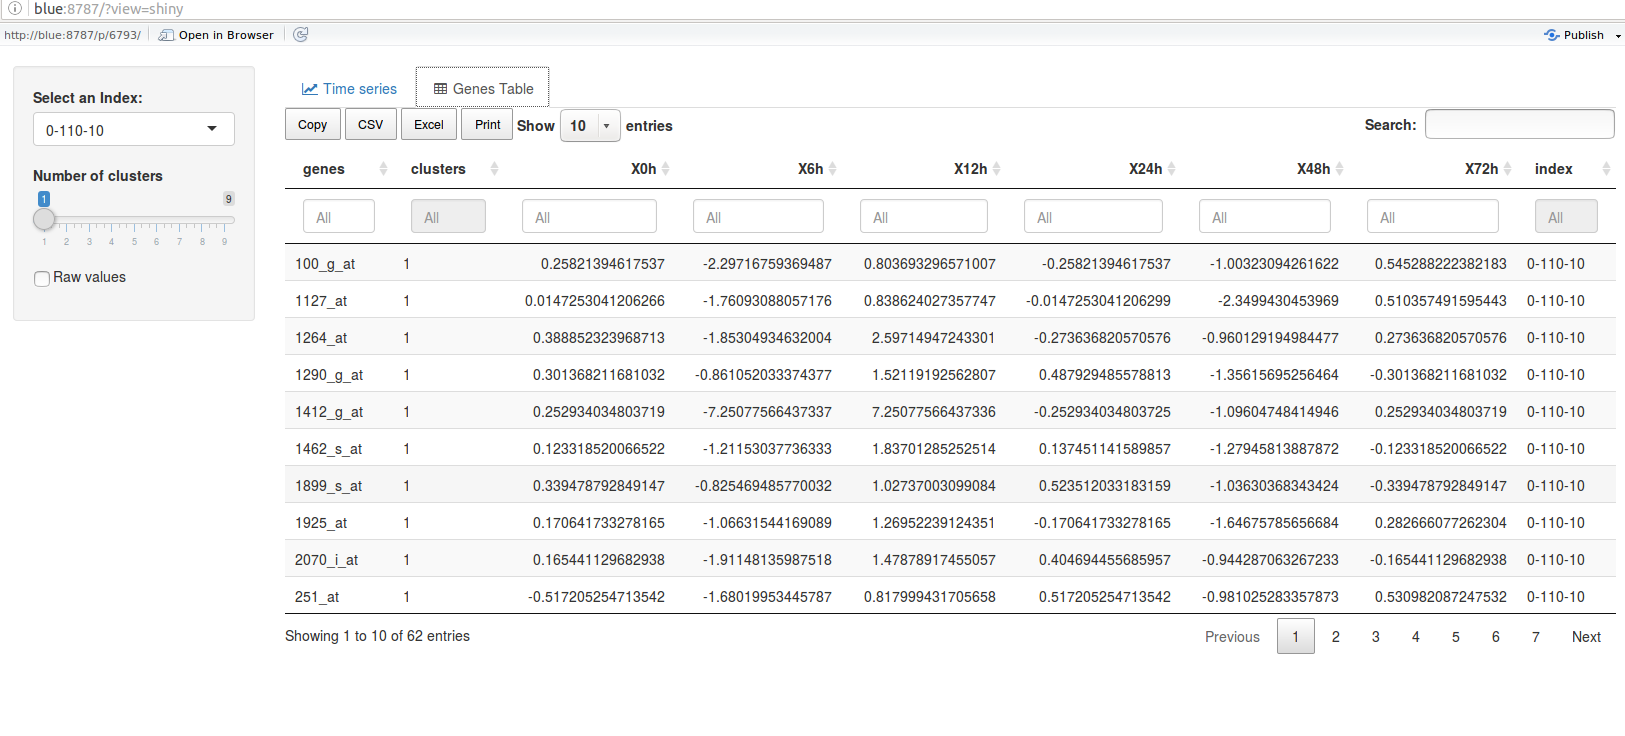 blue:8787/?view=shiny
http://blue:8787/p/6793/ Open in Browser Publish
Time series Genes Table
Select an Index:
0-110-10
Number of clusters
1 9
1 2 3 4 5 6 7 8 9
Raw values
Copy CSV Excel Print Show 10 entries Search:
genes clusters X0h X6h X12h X24h X48h X72h index
All All All All All All All All All
100_g_at 1 0.25821394617537 -2.29716759369487 0.803693296571007 -0.25821394617537 -1.00323094261622 0.545288222382183 0-110-10
1127_at 1 0.0147253041206266 -1.76093088057176 0.838624027357747 -0.0147253041206299 -2.3499430453969 0.510357491595443 0-110-10
1264_at 1 0.388852323968713 -1.85304934632004 2.59714947243301 -0.273636820570576 -0.960129194984477 0.273636820570576 0-110-10
1290_g_at 1 0.301368211681032 -0.861052033374377 1.52119192562807 0.487929485578813 -1.35615695256464 -0.301368211681032 0-110-10
1412_g_at 1 0.252934034803719 -7.25077566437337 7.25077566437336 -0.252934034803725 -1.09604748414946 0.252934034803719 0-110-10
1462_s_at 1 0.123318520066522 -1.21153037736333 1.83701285252514 0.137451141589857 -1.27945813887872 -0.123318520066522 0-110-10
1899_s_at 1 0.339478792849147 -0.825469485770032 1.02737003099084 0.523512033183159 -1.03630368343424 -0.339478792849147 0-110-10
1925_at 1 0.170641733278165 -1.06631544169089 1.26952239124351 -0.170641733278165 -1.64675785656684 0.282666077262304 0-110-10
2070_i_at 1 0.165441129682938 -1.91148135987518 1.47878917455057 0.404694455685957 -0.944287063267233 -0.165441129682938 0-110-10
251_at 1 -0.517205254713542 -1.68019953445787 0.817999431705658 0.517205254713542 -0.981025283357873 0.530982087247532 0-110-10
Showing 1 to 10 of 62 entries Previous 1 2 3 4 5 6 7 Next